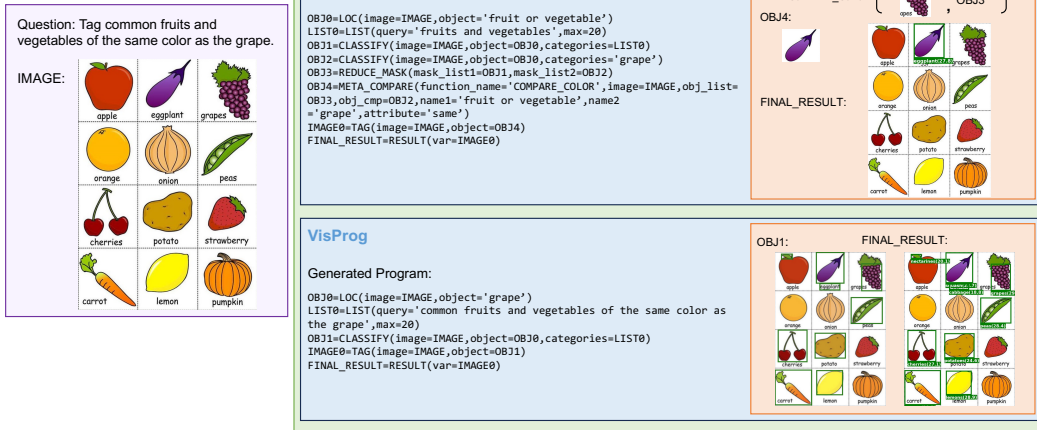 Question: Tag common fruits and
vegetables of the same color as the grape.
IMAGE:
apple eggplant grapes
orange onion peas
cherries potato strawberry
carrot lemon pumpkin
OBJ0=LOC(image=IMAGE,object='fruit or vegetable')
LIST0=LIST(query='fruits and vegetables',max=20)
OBJ1=CLASSIFY(image=IMAGE,object=OBJ0,categories=LIST0)
OBJ2=CLASSIFY(image=IMAGE,object=OBJ0,categories='grape')
OBJ3=REDUCE_MASK(mask_list1=OBJ1,mask_list2=OBJ2)
OBJ4=META_COMPARE(function_name='COMPARE_COLOR',image=IMAGE,obj_list=
OBJ3,obj_cmp=OBJ2,name1='fruit or vegetable',name2
='grape',attribute='same')
IMAGE0=TAG(image=IMAGE,object=OBJ4)
FINAL_RESULT=RESULT(var=IMAGE0)
, OBJ3
OBJ4:
FINAL_RESULT:
apple eggplant(27.8) grapes
orange onion peas
cherries potato strawberry
carrot lemon pumpkin
VisProg
Generated Program:
OBJ0=LOC(image=IMAGE,object='grape')
LIST0=LIST(query='common fruits and vegetables of the same color as
the grape',max=20)
OBJ1=CLASSIFY(image=IMAGE,object=OBJ0,categories=LIST0)
IMAGE0=TAG(image=IMAGE,object=OBJ1)
FINAL_RESULT=RESULT(var=IMAGE0)
OBJ1:
FINAL_RESULT:
apple eggplant grapes
orange onion peas
cherries potato strawberry
carrot lemon pumpkin
apple
orange onion
strawberry
carrot lemon pumpkin